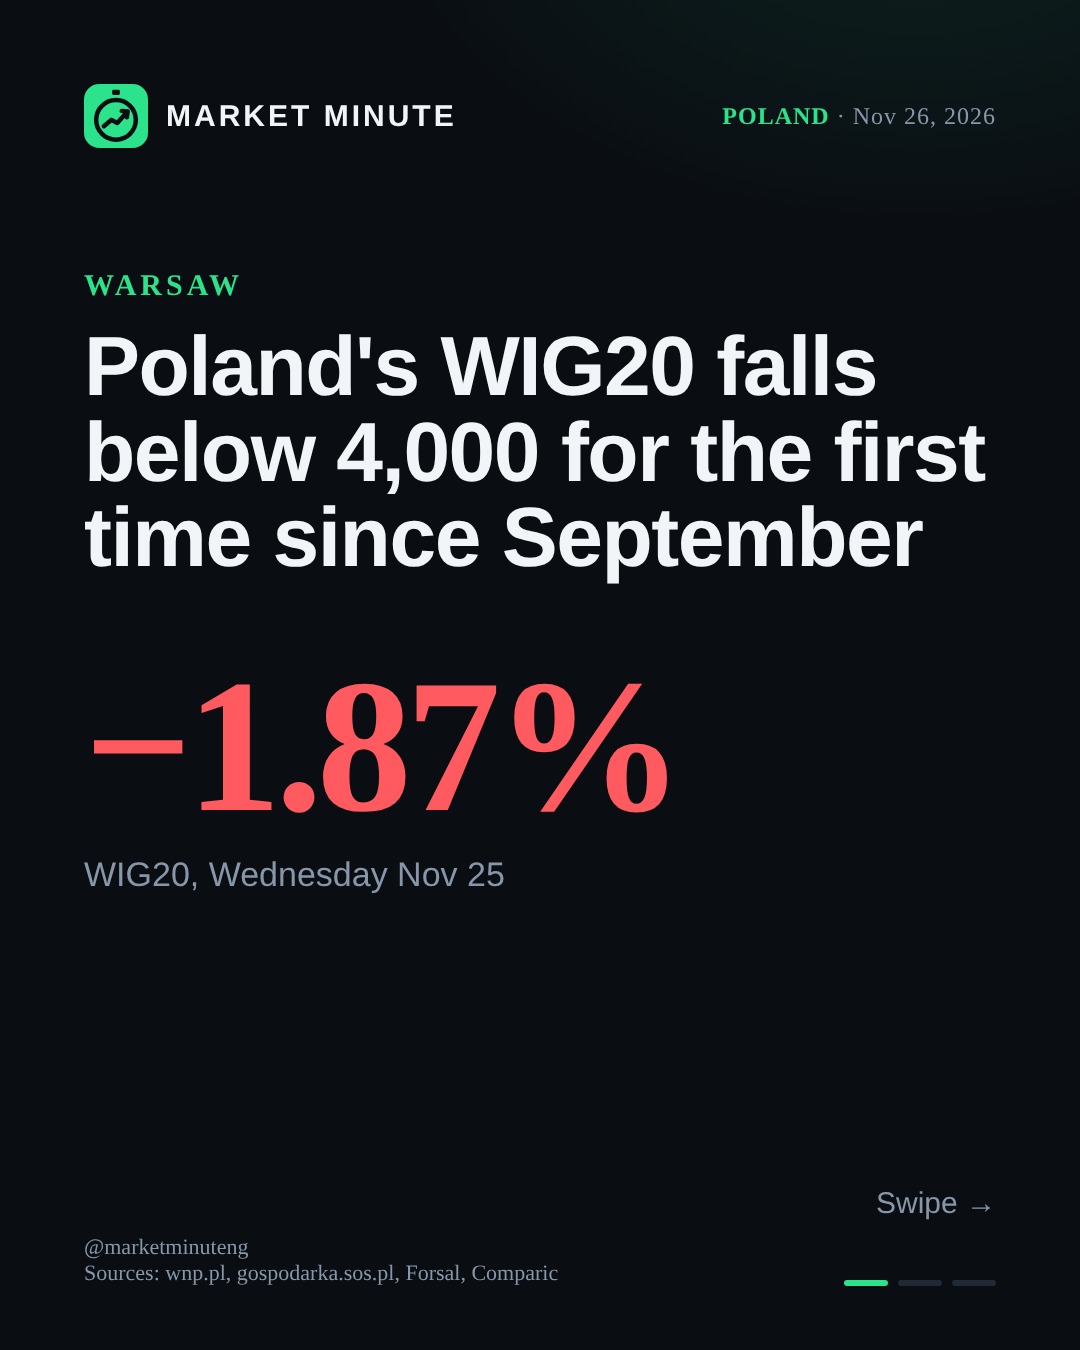 MARKET MINUTE
POLAND · Nov 26, 2026
WARSAW
Poland's WIG20 falls
below 4,000 for the first
time since September
−1.87%
WIG20, Wednesday Nov 25
Swipe →
@marketminuteng
Sources: wnp.pl, gospodarka.sos.pl, Forsal, Comparic